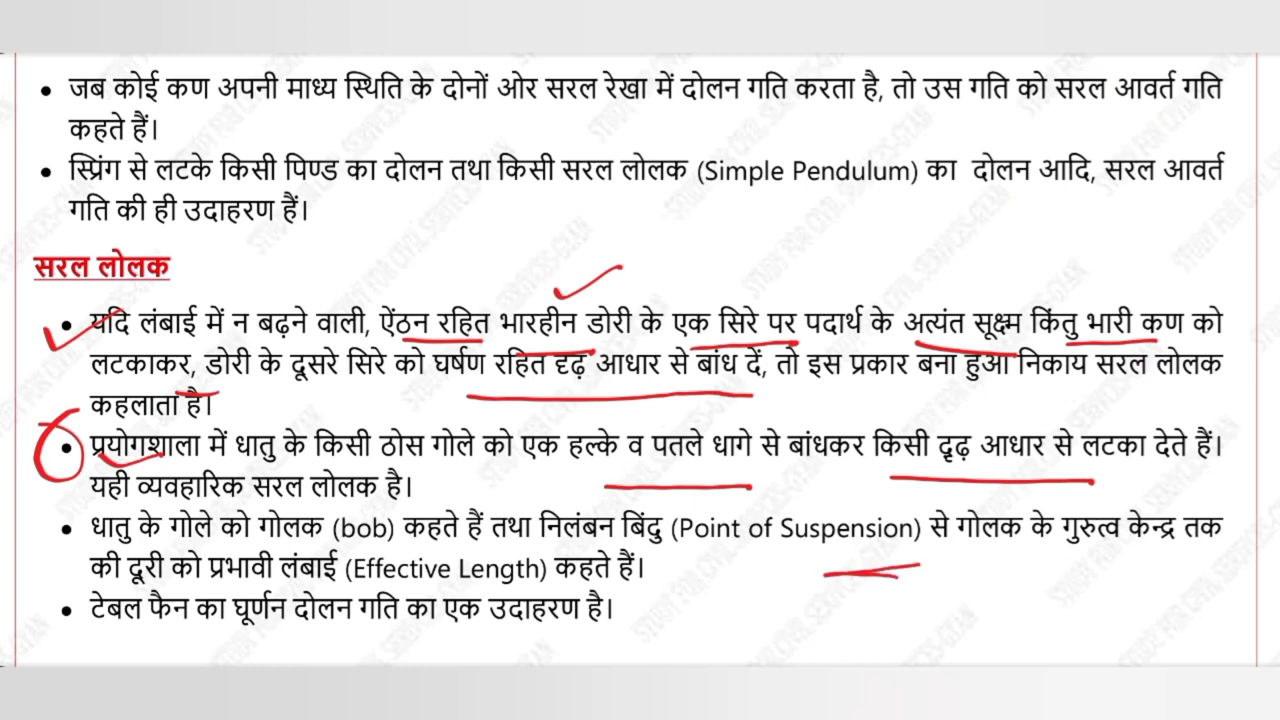 • जब कोई कण अपनी माध्य स्थिति के दोनों ओर सरल रेखा में दोलन गति करता है, तो उस गति को सरल आवर्त गति
कहते हैं।
• स्प्रिंग से लटके किसी पिण्ड का दोलन तथा किसी सरल लोलक (Simple Pendulum) का दोलन आदि, सरल आवर्त
गति की ही उदाहरण हैं।
सरल लोलक
• यदि लंबाई में न बढ़ने वाली, ऐंठन रहित भारहीन डोरी के एक सिरे पर पदार्थ के अत्यंत सूक्ष्म किंतु भारी कण को
लटकाकर, डोरी के दूसरे सिरे को घर्षण रहित दृढ़ आधार से बांध दें, तो इस प्रकार बना हुआ निकाय सरल लोलक
कहलाता है।
• प्रयोगशाला में धातु के किसी ठोस गोले को एक हल्के व पतले धागे से बांधकर किसी दृढ़ आधार से लटका देते हैं।
यही व्यवहारिक सरल लोलक है।
• धातु के गोले को गोलक (bob) कहते हैं तथा निलंबन बिंदु (Point of Suspension) से गोलक के गुरुत्व केन्द्र तक
की दूरी को प्रभावी लंबाई (Effective Length) कहते हैं।
• टेबल फैन का घूर्णन दोलन गति का एक उदाहरण है।